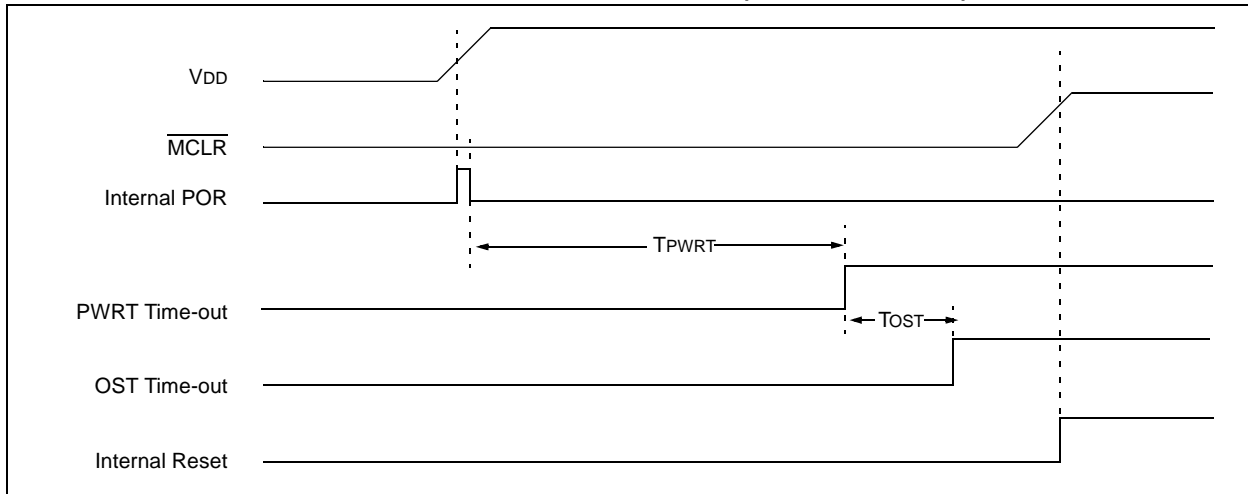 VDD
MCLR
Internal POR
TPWRT
PWRT Time-out
TOST
OST Time-out
Internal Reset